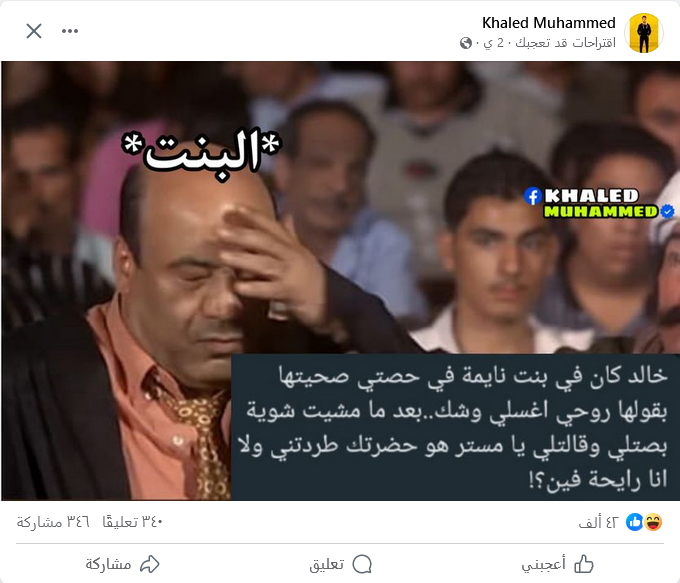 Khaled Muhammed
اقتراحات قد تعجبك · 2 ي ·
*البنت*
KHALED
MUHAMMED
خالد كان في بنت نايمة في حصتي صحيتها
بقولها روحي اغسلي وشك..بعد ما مشيت شوية
بصتلي وقالتلي يا مستر هو حضرتك طردتني ولا
انا رايحة فين؟!
٤٢ ألف
٣٤٠ تعليقًا
٣٤٦ مشاركة
أعجبني
تعليق
مشاركة